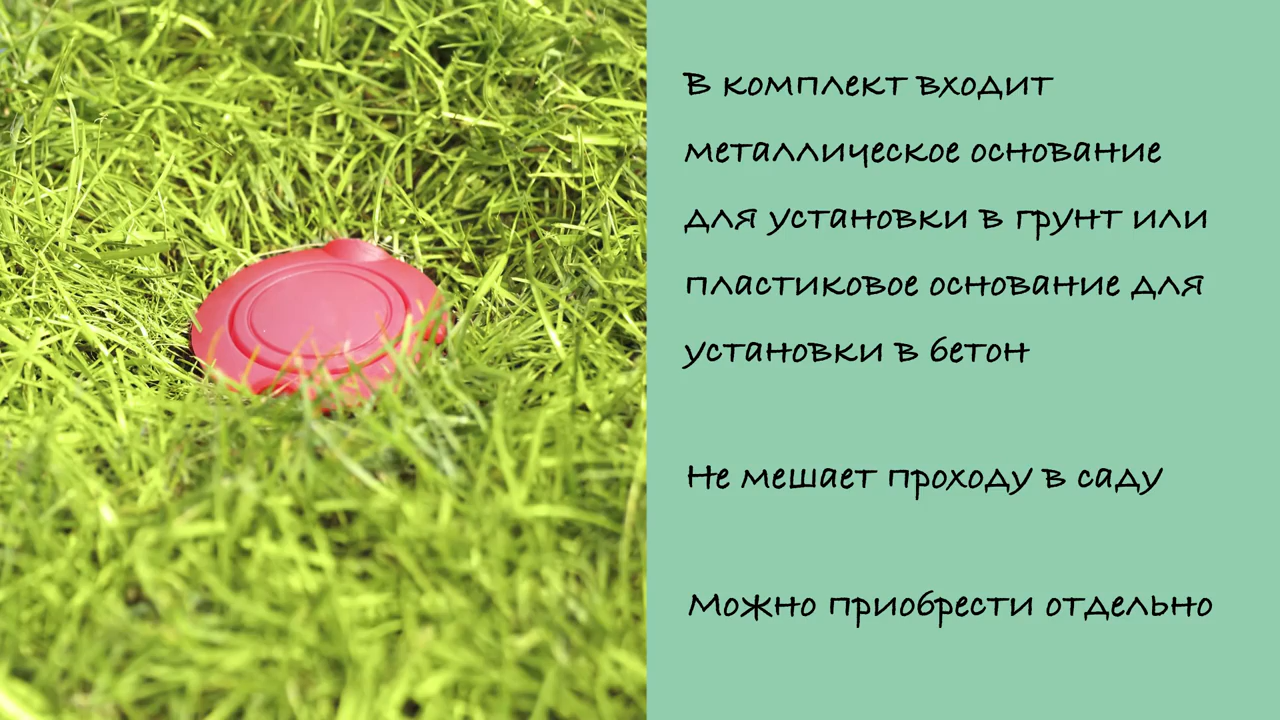 В комплект входит
металлическое основание
для установки в грунт или
пластиковое основание для
установки в бетон
Не мешает проходу в саду
Можно приобрести отдельно